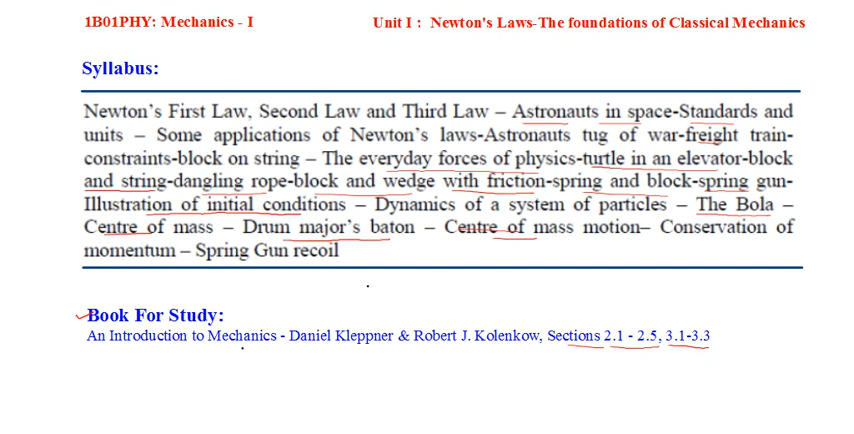 1B01PHY: Mechanics - I
Unit I : Newton's Laws-The foundations of Classical Mechanics
Syllabus:
Newton's First Law, Second Law and Third Law – Astronauts in space-Standards and
units – Some applications of Newton's laws-Astronauts tug of war-freight train-
constraints-block on string – The everyday forces of physics-turtle in an elevator-block
and string-dangling rope-block and wedge with friction-spring and block-spring gun-
Illustration of initial conditions – Dynamics of a system of particles – The Bola –
Centre of mass – Drum major's baton – Centre of mass motion– Conservation of
momentum – Spring Gun recoil
Book For Study:
An Introduction to Mechanics - Daniel Kleppner & Robert J. Kolenkow, Sections 2.1 - 2.5, 3.1-3.3